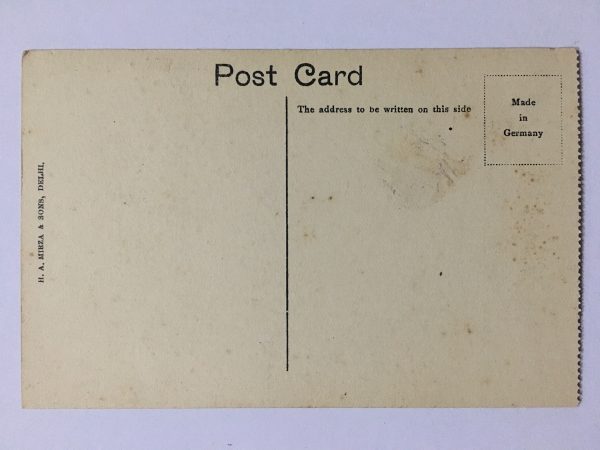 Post Card
The address to be written on this side
Made
in
Germany
H. A. MIRZA & SONS, DELHI.